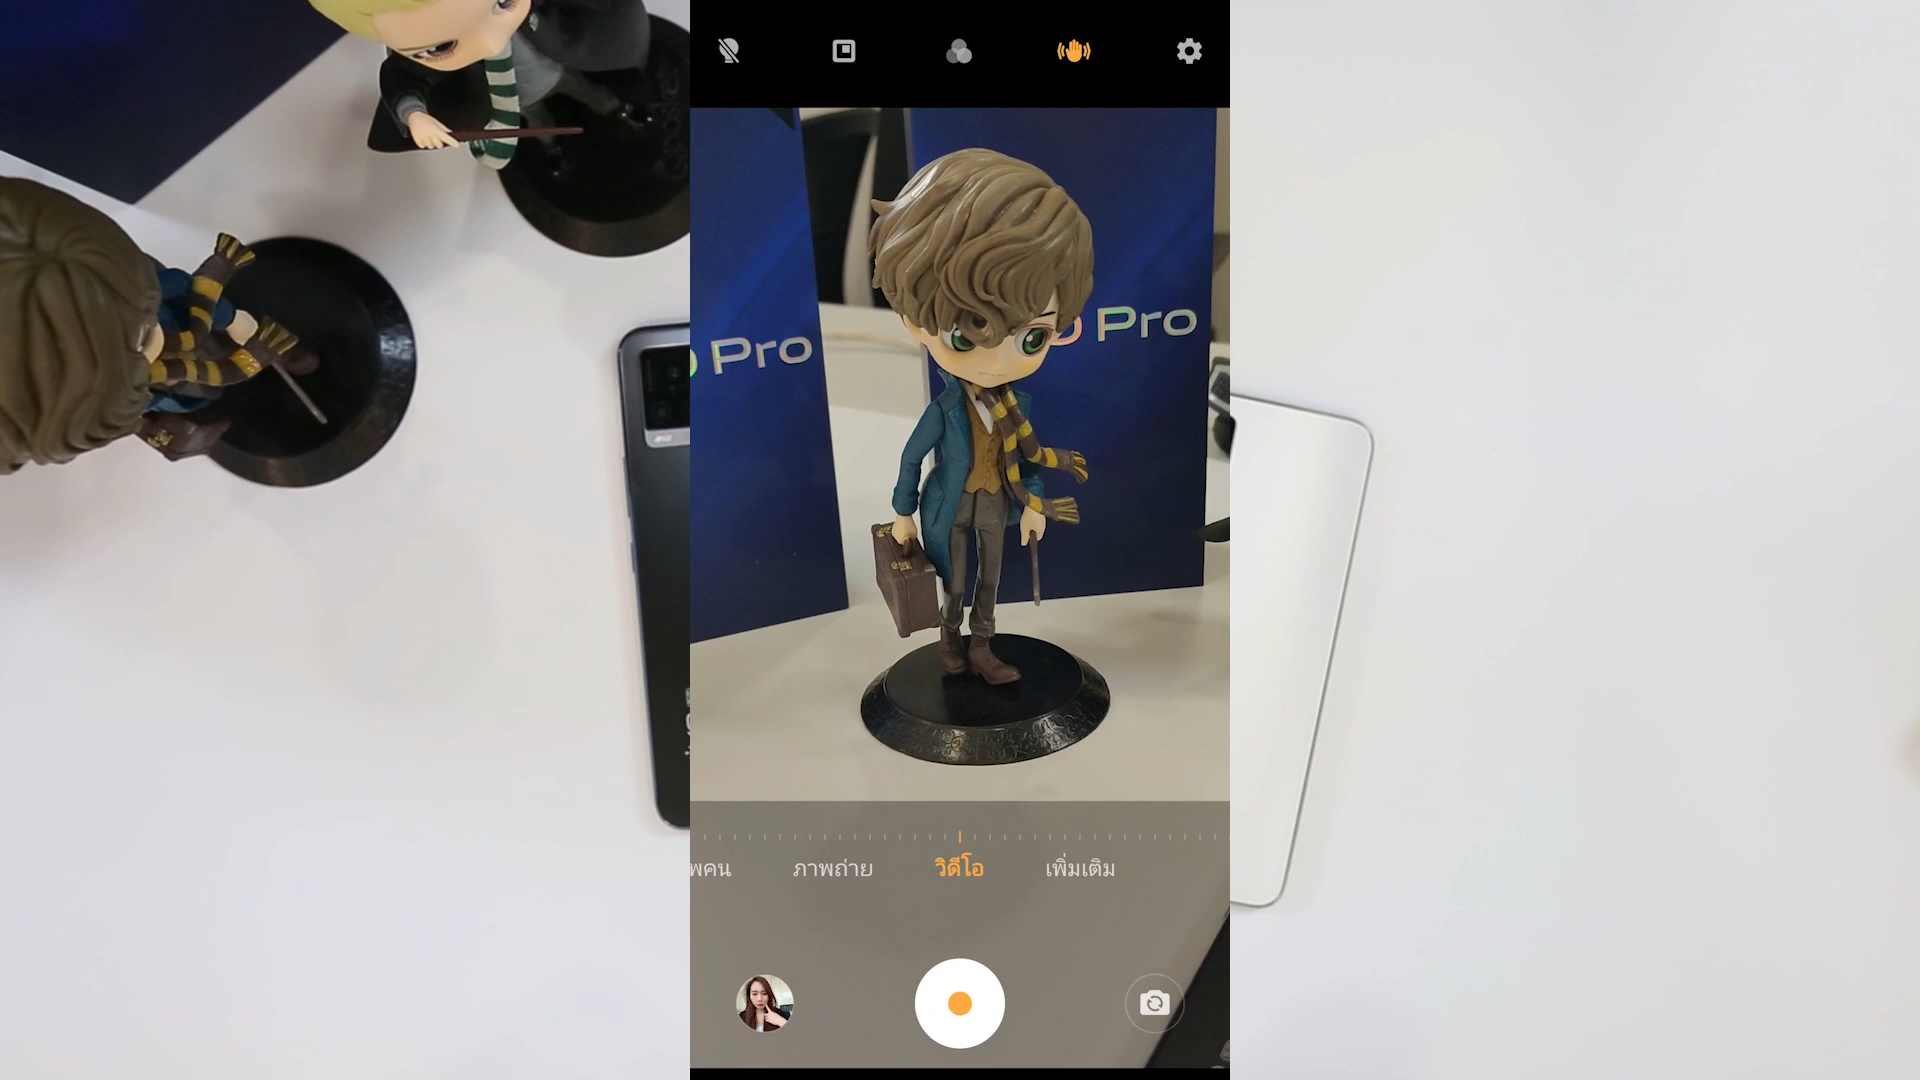 Pro
Pro
พคน
ภาพถ่าย
วิดีโอ
เพิ่มเติม